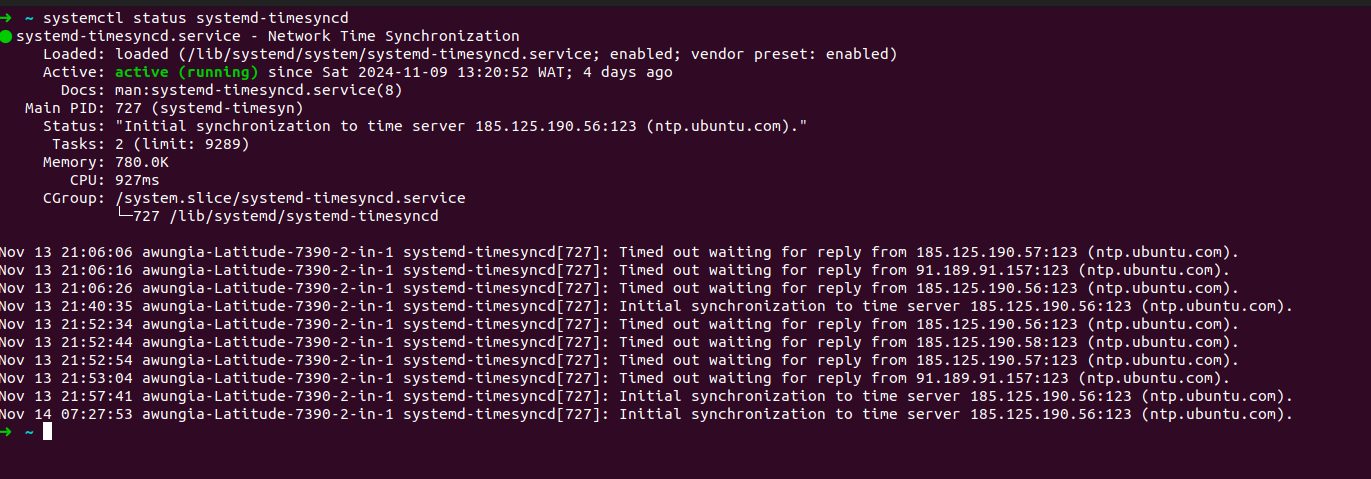 ➜ ~ systemctl status systemd-timesyncd
● systemd-timesyncd.service - Network Time Synchronization
Loaded: loaded (/lib/systemd/system/systemd-timesyncd.service; enabled; vendor preset: enabled)
Active: active (running) since Sat 2024-11-09 13:20:52 WAT; 4 days ago
Docs: man:systemd-timesyncd.service(8)
Main PID: 727 (systemd-timesyn)
Status: "Initial synchronization to time server 185.125.190.56:123 (ntp.ubuntu.com)."
Tasks: 2 (limit: 9289)
Memory: 780.0K
CPU: 927ms
CGroup: /system.slice/systemd-timesyncd.service
└─727 /lib/systemd/systemd-timesyncd
Nov 13 21:06:06 awungia-Latitude-7390-2-in-1 systemd-timesyncd[727]: Timed out waiting for reply from 185.125.190.57:123 (ntp.ubuntu.com).
Nov 13 21:06:16 awungia-Latitude-7390-2-in-1 systemd-timesyncd[727]: Timed out waiting for reply from 91.189.91.157:123 (ntp.ubuntu.com).
Nov 13 21:06:26 awungia-Latitude-7390-2-in-1 systemd-timesyncd[727]: Timed out waiting for reply from 185.125.190.56:123 (ntp.ubuntu.com).
Nov 13 21:40:35 awungia-Latitude-7390-2-in-1 systemd-timesyncd[727]: Initial synchronization to time server 185.125.190.56:123 (ntp.ubuntu.com).
Nov 13 21:52:34 awungia-Latitude-7390-2-in-1 systemd-timesyncd[727]: Timed out waiting for reply from 185.125.190.56:123 (ntp.ubuntu.com).
Nov 13 21:52:44 awungia-Latitude-7390-2-in-1 systemd-timesyncd[727]: Timed out waiting for reply from 185.125.190.58:123 (ntp.ubuntu.com).
Nov 13 21:52:54 awungia-Latitude-7390-2-in-1 systemd-timesyncd[727]: Timed out waiting for reply from 185.125.190.57:123 (ntp.ubuntu.com).
Nov 13 21:53:04 awungia-Latitude-7390-2-in-1 systemd-timesyncd[727]: Timed out waiting for reply from 91.189.91.157:123 (ntp.ubuntu.com).
Nov 13 21:57:41 awungia-Latitude-7390-2-in-1 systemd-timesyncd[727]: Initial synchronization to time server 185.125.190.56:123 (ntp.ubuntu.com).
Nov 14 07:27:53 awungia-Latitude-7390-2-in-1 systemd-timesyncd[727]: Initial synchronization to time server 185.125.190.56:123 (ntp.ubuntu.com).
➜ ~